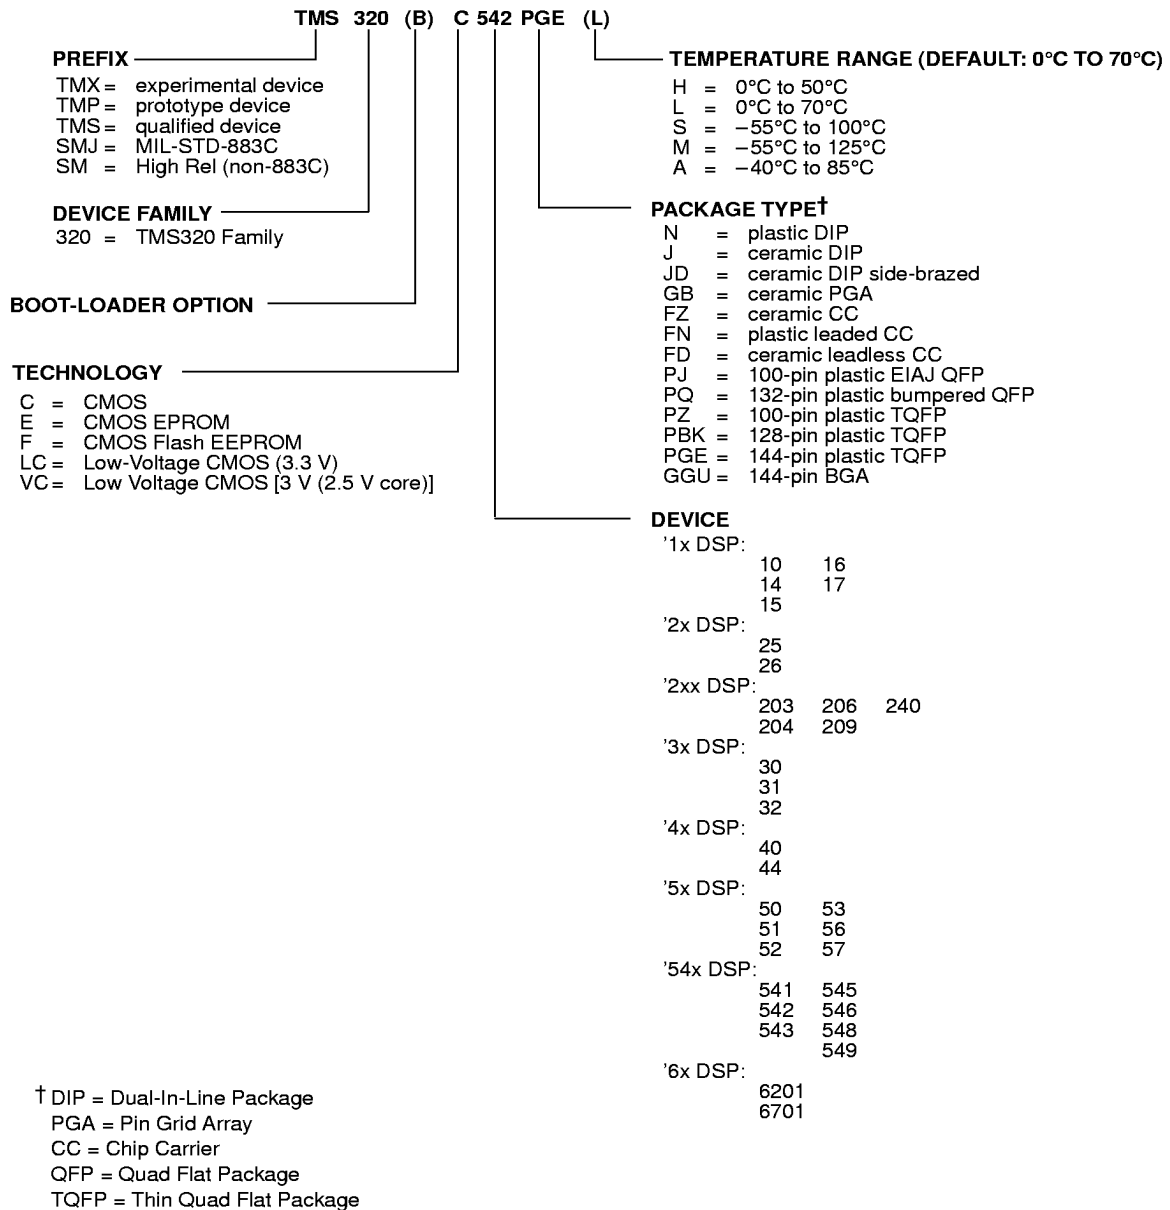 TMS 320 (B) C 542 PGE (L)
PREFIX
TMX = experimental device
TMP = prototype device
TMS = qualified device
SMJ = MIL-STD-883C
SM = High Rel (non-883C)
DEVICE FAMILY
320 = TMS320 Family
BOOT-LOADER OPTION
TECHNOLOGY
C = CMOS
E = CMOS EPROM
F = CMOS Flash EEPROM
LC = Low-Voltage CMOS (3.3 V)
VC = Low Voltage CMOS [3 V (2.5 V core)]
TEMPERATURE RANGE (DEFAULT: 0°C TO 70°C)
H = 0°C to 50°C
L = 0°C to 70°C
S = −55°C to 100°C
M = −55°C to 125°C
A = −40°C to 85°C
PACKAGE TYPE†
N = plastic DIP
J = ceramic DIP
JD = ceramic DIP side-brazed
GB = ceramic PGA
FZ = ceramic CC
FN = plastic leaded CC
FD = ceramic leadless CC
PJ = 100-pin plastic EIAJ QFP
PQ = 132-pin plastic bumpered QFP
PZ = 100-pin plastic TQFP
PBK = 128-pin plastic TQFP
PGE = 144-pin plastic TQFP
GGU = 144-pin BGA
DEVICE
’1x DSP:
10 16
14 17
15
’2x DSP:
25
26
’2xx DSP:
203 206 240
204 209
’3x DSP:
30
31
32
’4x DSP:
40
44
’5x DSP:
50 53
51 56
52 57
’54x DSP:
541 545
542 546
543 548
549
’6x DSP:
6201
6701
† DIP = Dual-In-Line Package
PGA = Pin Grid Array
CC = Chip Carrier
QFP = Quad Flat Package
TQFP = Thin Quad Flat Package